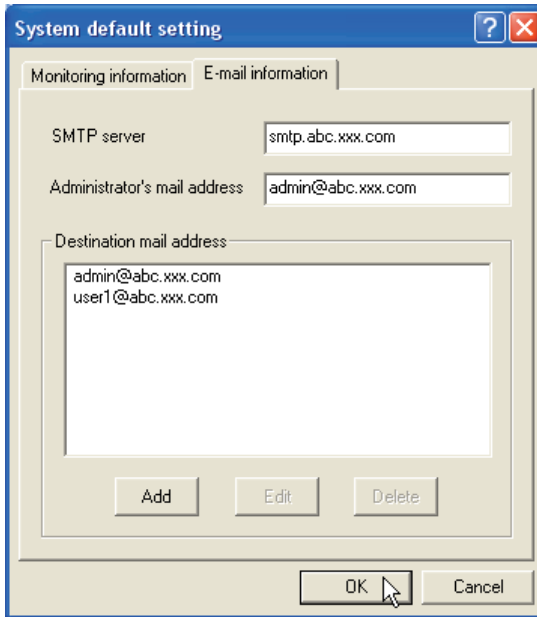 System default setting
Monitoring information E-mail information
SMTP server smtp.abc.xxx.com
Administrator's mail address admin@abc.xxx.com
Destination mail address
admin@abc.xxx.com
user1@abc.xxx.com
Add Edit Delete
OK Cancel